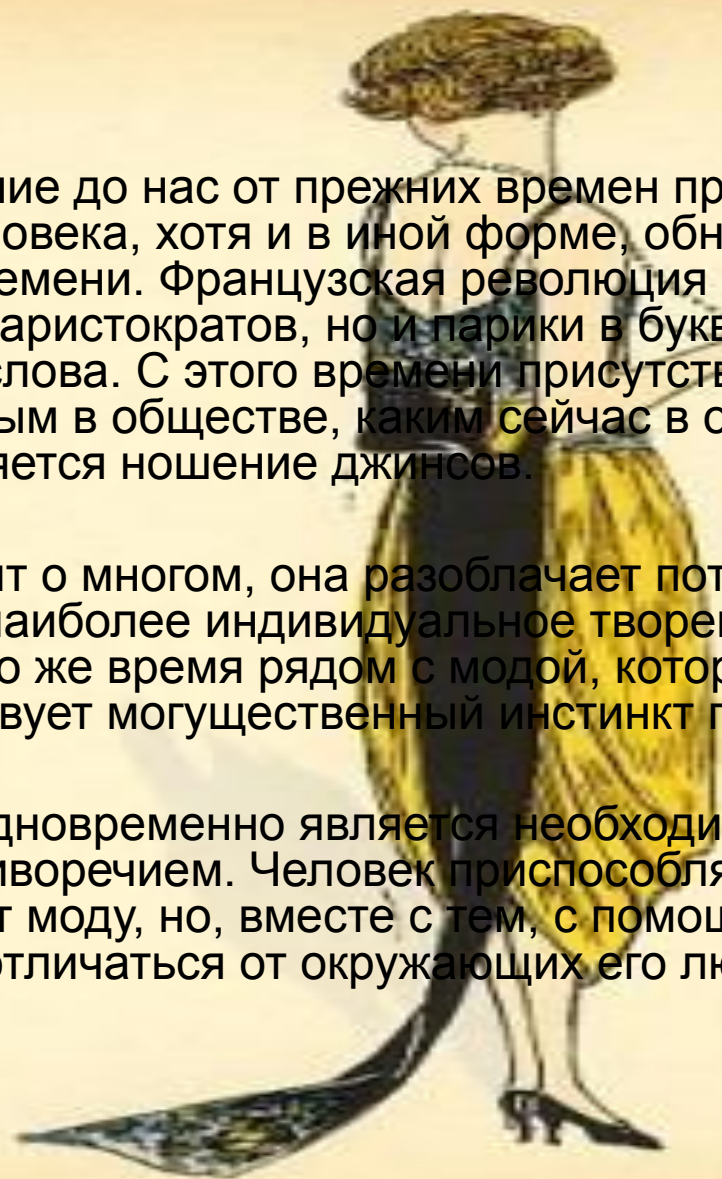 ние до нас от прежних времен пр
овека, хотя и в иной форме, обн
емени. Французская революция
аристократов, но и парики в букв
слова. С этого времени присутств
ым в обществе, каким сейчас в о
яется ношение джинсов.
ит о многом, она разоблачает пот
наиболее индивидуальное творе
о же время рядом с модой, котор
вует могущественный инстинкт п
дновременно является необходи
иворечием. Человек приспособля
т моду, но, вместе с тем, с помощ
отличаться от окружающих его лю